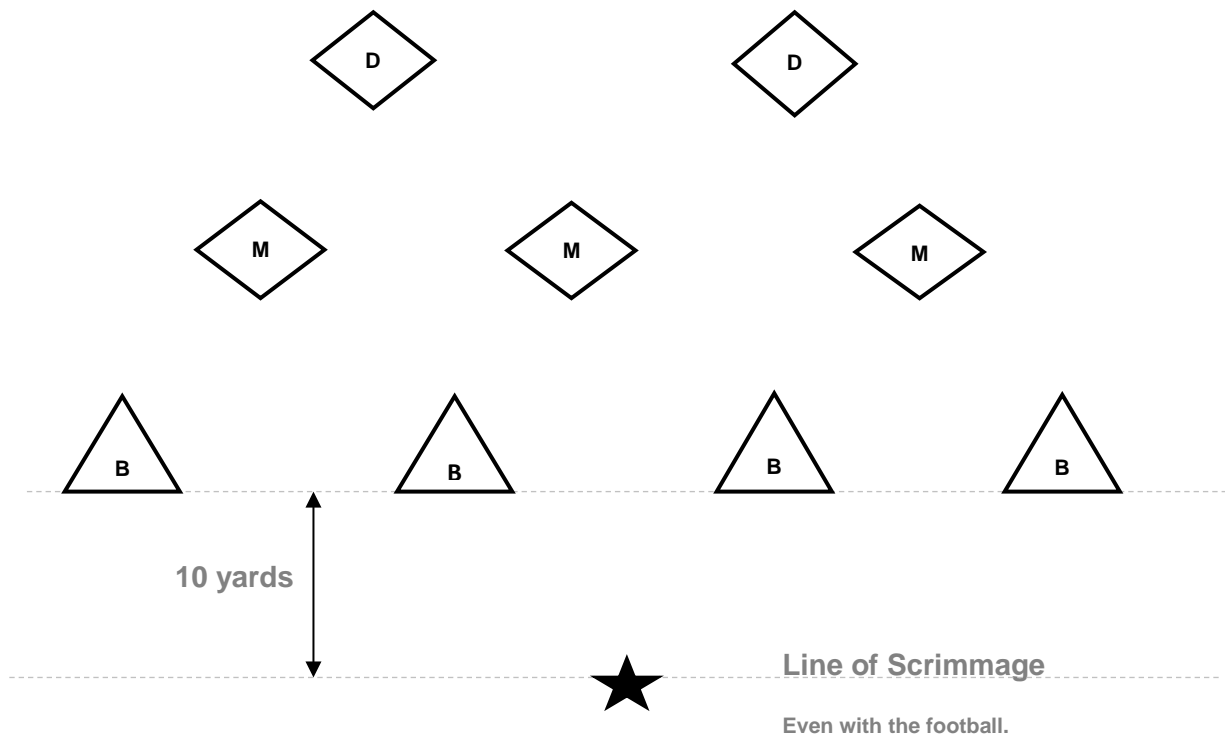 D D
M M M
B B B B
10 yards
Line of Scrimmage
Even with the football.